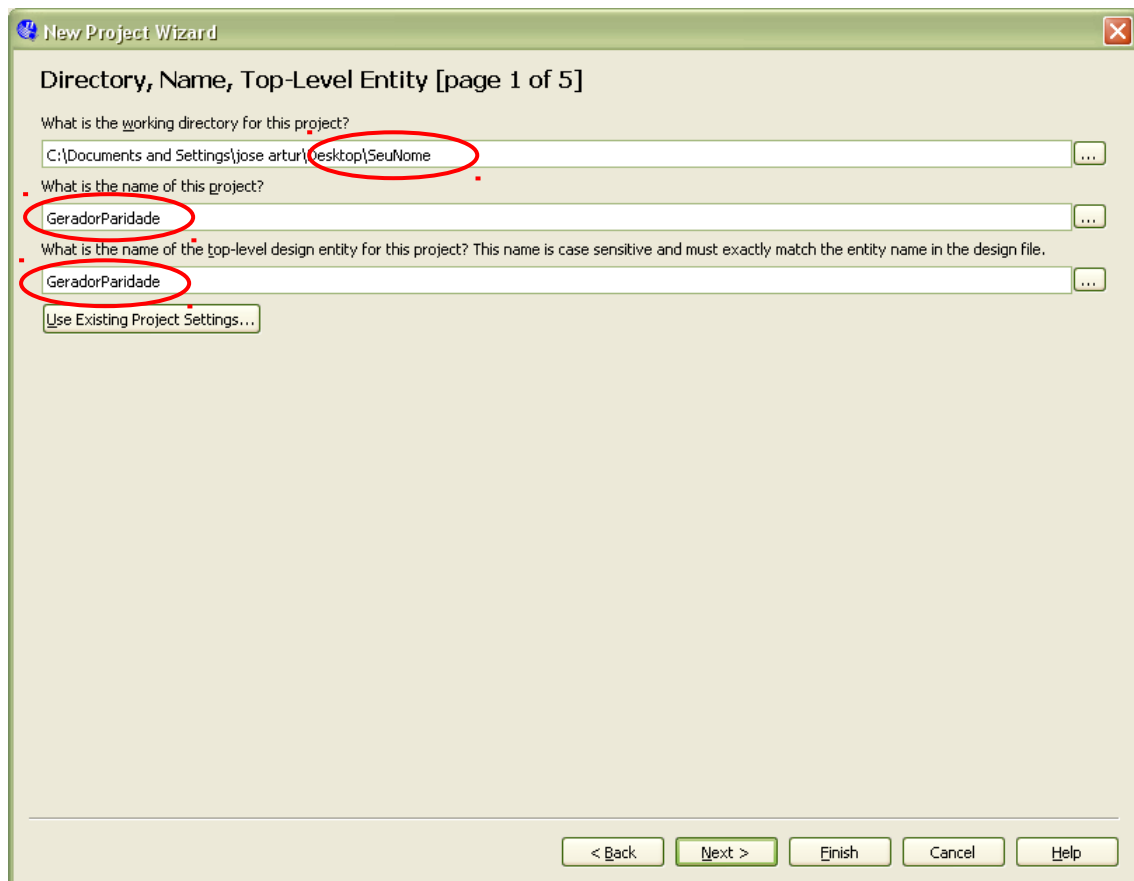 New Project Wizard
Directory, Name, Top-Level Entity [page 1 of 5]
What is the working directory for this project?
C:\Documents and Settings\jose artur\Desktop\SeuNome
...
What is the name of this project?
GeradorParidade
...
What is the name of the top-level design entity for this project? This name is case sensitive and must exactly match the entity name in the design file.
GeradorParidade
...
Use Existing Project Settings...
< Back Next > Finish Cancel Help